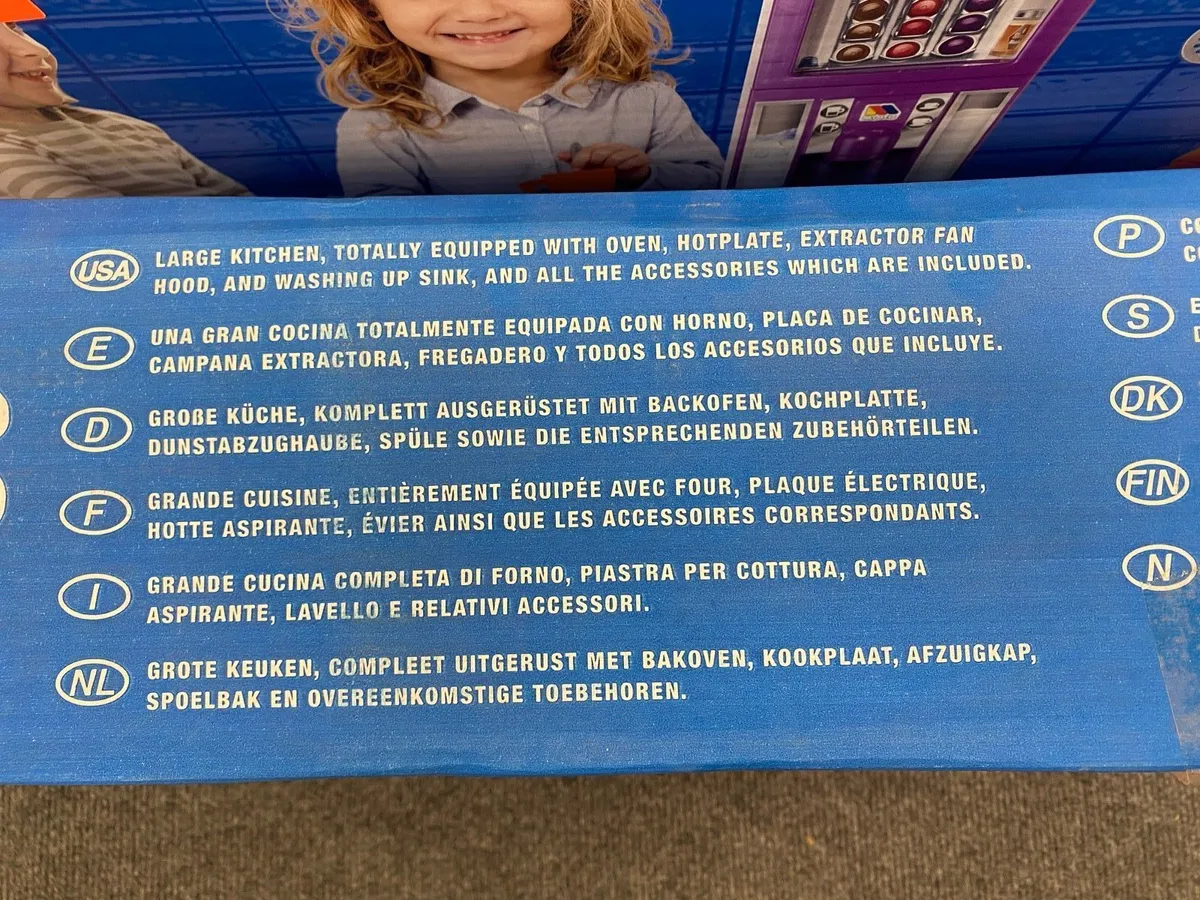 USA
LARGE KITCHEN, TOTALLY EQUIPPED WITH OVEN, HOTPLATE, EXTRACTOR FAN
HOOD, AND WASHING UP SINK, AND ALL THE ACCESSORIES WHICH ARE INCLUDED.
E
UNA GRAN COCINA TOTALMENTE EQUIPADA CON HORNO, PLACA DE COCINAR,
CAMPANA EXTRACTORA, FREGADERO Y TODOS LOS ACCESORIOS QUE INCLUYE.
D
GROßE KÜCHE, KOMPLETT AUSGERÜSTET MIT BACKOFEN, KOCHPLATTE,
DUNSTABZUGHAUBE, SPÜLE SOWIE DIE ENTSPRECHENDEN ZUBEHÖRTEILEN.
F
GRANDE CUISINE, ENTIÈREMENT ÉQUIPÉE AVEC FOUR, PLAQUE ÉLECTRIQUE,
HOTTE ASPIRANTE, ÉVIER AINSI QUE LES ACCESSOIRES CORRESPONDANTS.
I
GRANDE CUCINA COMPLETA DI FORNO, PIASTRA PER COTTURA, CAPPA
ASPIRANTE, LAVELLO E RELATIVI ACCESSORI.
NL
GROTE KEUKEN, COMPLEET UITGERUST MET BAKOVEN, KOOKPLAAT, AFZUIGKAP,
SPOELBAK EN OVEREENKOMSTIGE TOEBEHOREN.
P
S
DK
FIN
N